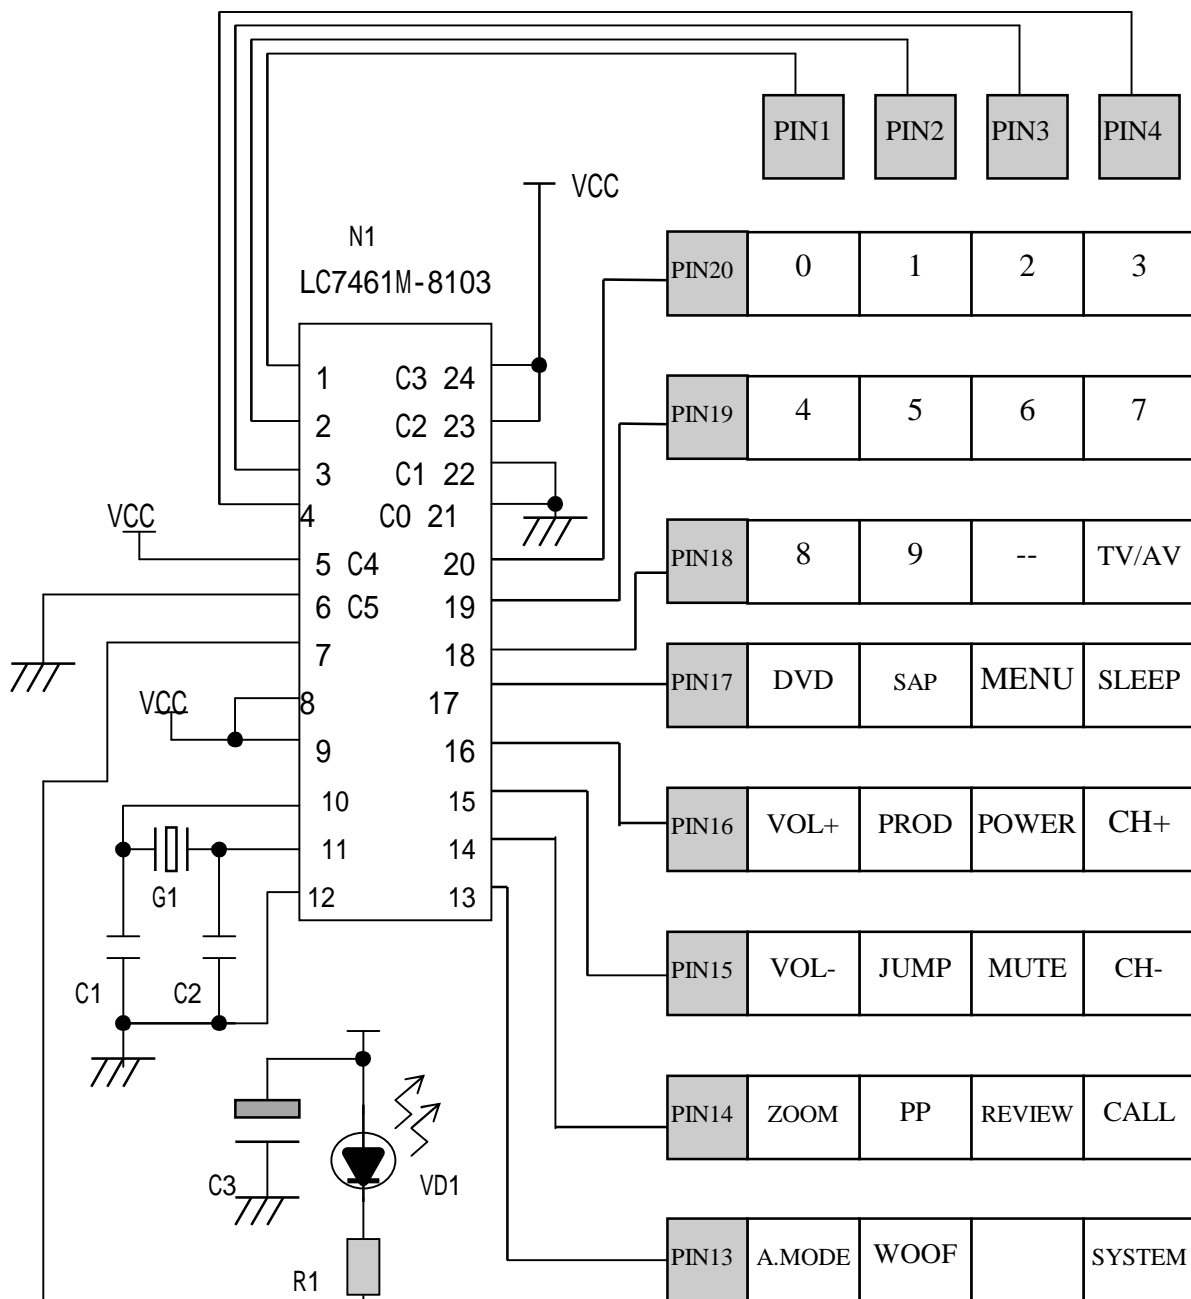 PIN1 PIN2 PIN3 PIN4
VCC
N1
LC7461M-8103
PIN20 0 1 2 3
1 C3 24
2 C2 23
3 C1 22
4 C0 21
5 C4 20
6 C5 19
7 18
8 17
9 16
10 15
11 14
12 13
PIN19 4 5 6 7
VCC
PIN18 8 9 -- TV/AV
PIN17 DVD SAP MENU SLEEP
VCC
PIN16 VOL+ PROD POWER CH+
G1
PIN15 VOL- JUMP MUTE CH-
C1 C2
PIN14 ZOOM PP REVIEW CALL
C3 VD1
PIN13 A.MODE WOOF SYSTEM
R1